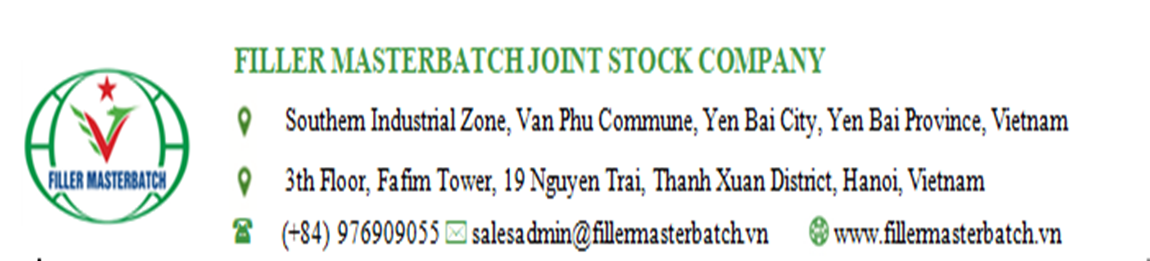 FILLER MASTERBATCH JOINT STOCK COMPANY
Southern Industrial Zone, Van Phu Commune, Yen Bai City, Yen Bai Province, Vietnam
FILLER MASTERBATCH
3th Floor, Fafim Tower, 19 Nguyen Trai, Thanh Xuan District, Hanoi, Vietnam
(+84) 976909055 salesadmin@fillermasterbatch.vn www.fillermasterbatch.vn